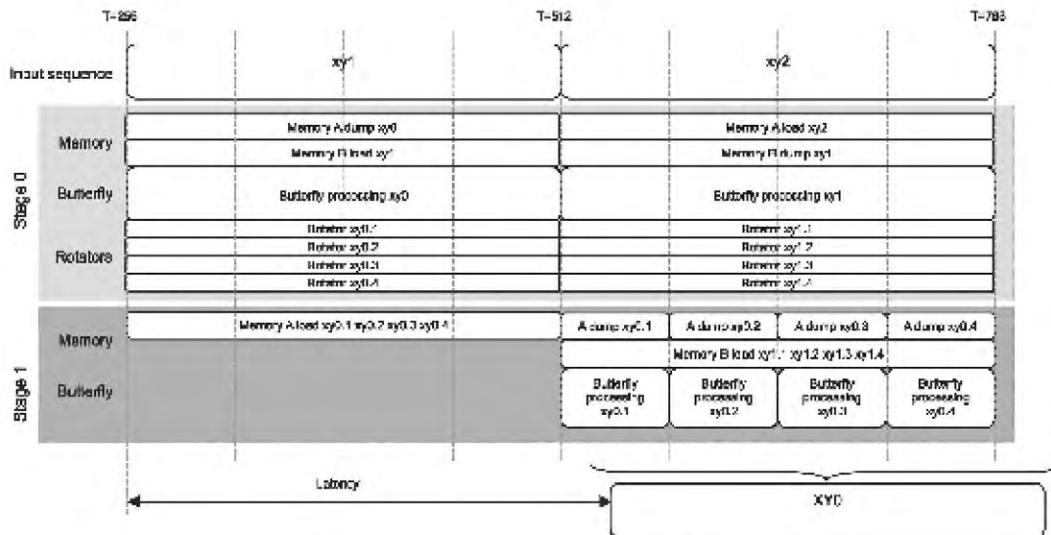 T-256 T-512 T-768
Input sequence xy1 xy2
Stage 0
Memory
Memory A dump xy0 Memory A load xy2
Memory B load xy1 Memory B dump xy1
Butterfly Butterfly processing xy0 Butterfly processing xy1
Rotators
Rotator xy0.1 Rotator xy1.1
Rotator xy0.2 Rotator xy1.2
Rotator xy0.3 Rotator xy1.3
Rotator xy0.4 Rotator xy1.4
Stage 1
Memory
Memory A load xy0.1 xy0.2 xy0.3 xy0.4 A dump xy0.1 A dump xy0.2 A dump xy0.3 A dump xy0.4
Memory B load xy1.1 xy1.2 xy1.3 xy1.4
Butterfly
Butterfly processing xy0.1
Butterfly processing xy0.2
Butterfly processing xy0.3
Butterfly processing xy0.4
Latency
XY0